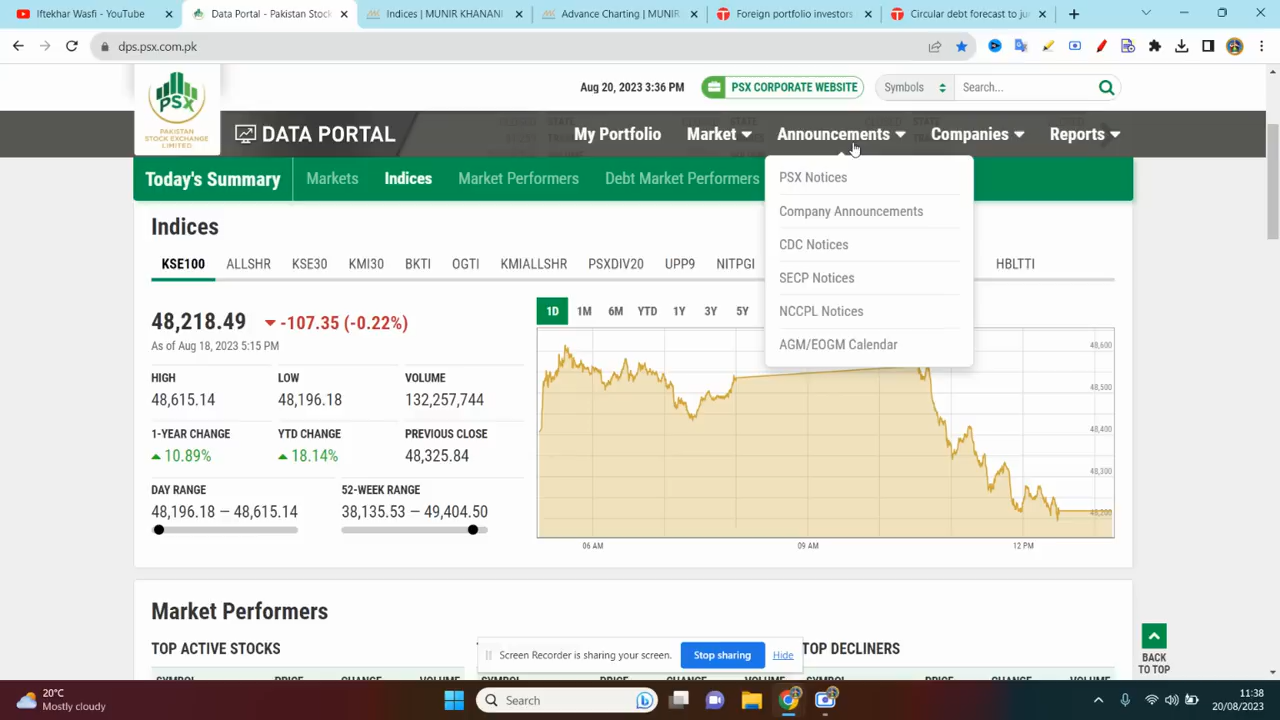 Iftekhar Wasfi - YouTube
Data Portal - Pakistan Stock
Indices | MUNIR KHANANI
Advance Charting | MUNIR
Foreign portfolio investors
Circular debt forecast to ju
dps.psx.com.pk
PSX
PAKISTAN
STOCK EXCHANGE
LIMITED
Aug 20, 2023 3:36 PM
PSX CORPORATE WEBSITE
Symbols
Search...
DATA PORTAL
My Portfolio
Market
Announcements
Companies
Reports
Today's Summary
Markets
Indices
Market Performers
Debt Market Performers
PSX Notices
Company Announcements
CDC Notices
SECP Notices
NCCPL Notices
AGM/EOGM Calendar
Indices
KSE100
ALLSHR
KSE30
KMI30
BKTI
OGTI
KMIALLSHR
PSXDIV20
UPP9
NITPGI
HBLTTI
48,218.49
-107.35 (-0.22%)
As of Aug 18, 2023 5:15 PM
HIGH
LOW
VOLUME
48,615.14
48,196.18
132,257,744
1-YEAR CHANGE
YTD CHANGE
PREVIOUS CLOSE
10.89%
18.14%
48,325.84
DAY RANGE
52-WEEK RANGE
48,196.18 — 48,615.14
38,135.53 — 49,404.50
1D
1M
6M
YTD
1Y
3Y
5Y
48,600
48,500
48,400
48,300
48,200
06 AM
09 AM
12 PM
Market Performers
TOP ACTIVE STOCKS
TOP DECLINERS
SYMBOL
PRICE
CHANGE
VOLUME
SYMBOL
PRICE
CHANGE
VOLUME
Screen Recorder is sharing your screen.
Stop sharing
Hide
BACK
TO TOP
20°C
Mostly cloudy
Search
11:38
20/08/2023